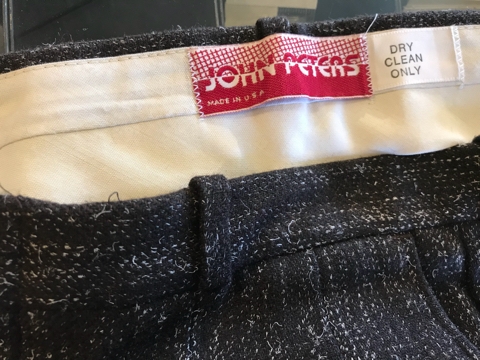 JOHN PETERS
MADE IN U.S.A
DRY
CLEAN
ONLY